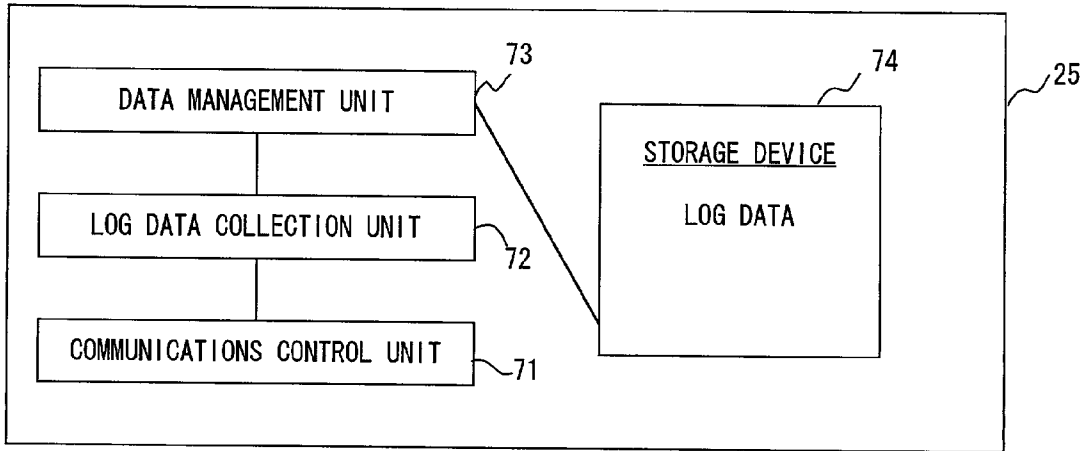 73
DATA MANAGEMENT UNIT
74
25
STORAGE DEVICE
LOG DATA
LOG DATA COLLECTION UNIT
72
COMMUNICATIONS CONTROL UNIT
71